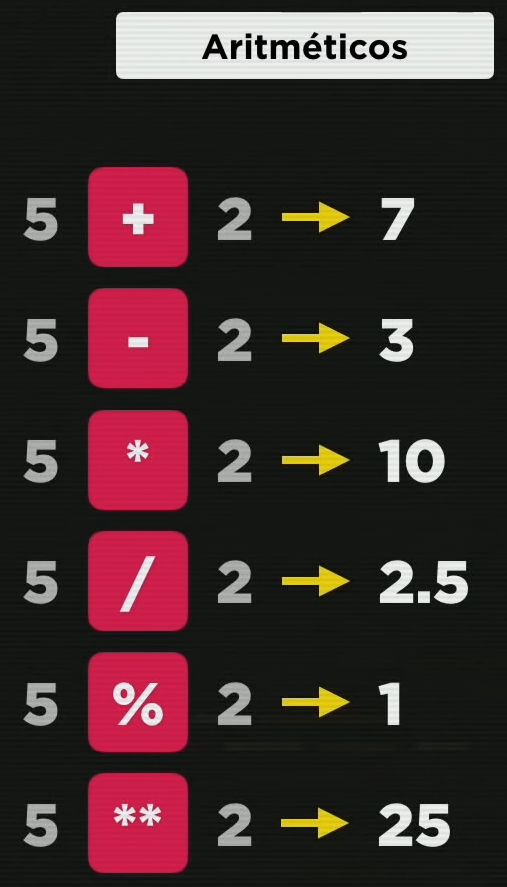 Aritméticos
5 + 2 → 7
5 - 2 → 3
5 * 2 → 10
5 / 2 → 2.5
5 % 2 → 1
5 ** 2 → 25